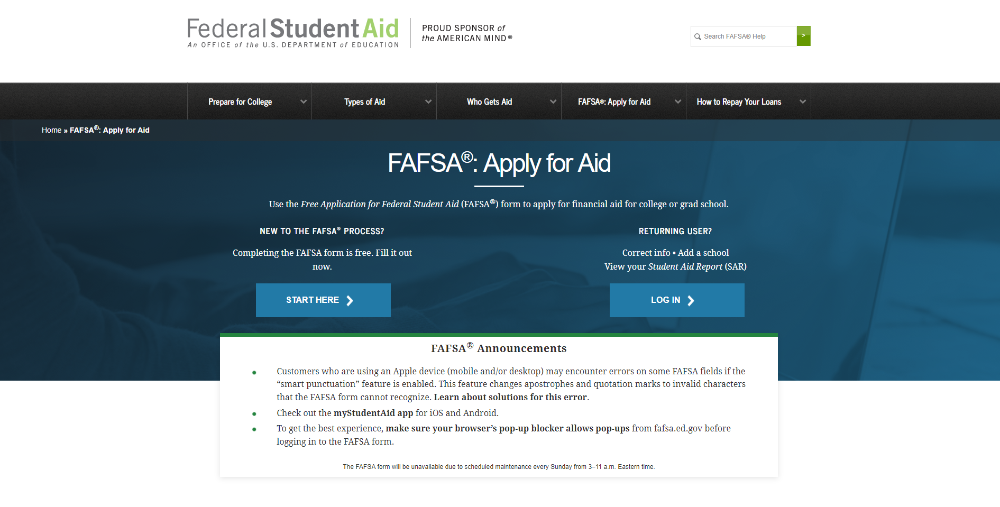 Federal Student Aid
An OFFICE of the U.S. DEPARTMENT of EDUCATION
PROUD SPONSOR of
the AMERICAN MIND®
Search FAFSA® Help
>
Prepare for College
Types of Aid
Who Gets Aid
FAFSA®: Apply for Aid
How to Repay Your Loans
Home » FAFSA®: Apply for Aid
FAFSA®: Apply for Aid
Use the Free Application for Federal Student Aid (FAFSA®) form to apply for financial aid for college or grad school.
NEW TO THE FAFSA® PROCESS?
Completing the FAFSA form is free. Fill it out
now.
START HERE
RETURNING USER?
Correct info • Add a school
View your Student Aid Report (SAR)
LOG IN
FAFSA® Announcements
Customers who are using an Apple device (mobile and/or desktop) may encounter errors on some FAFSA fields if the
“smart punctuation” feature is enabled. This feature changes apostrophes and quotation marks to invalid characters
that the FAFSA form cannot recognize. Learn about solutions for this error.
Check out the myStudentAid app for iOS and Android.
To get the best experience, make sure your browser’s pop-up blocker allows pop-ups from fafsa.ed.gov before
logging in to the FAFSA form.
The FAFSA form will be unavailable due to scheduled maintenance every Sunday from 3–11 a.m. Eastern time.